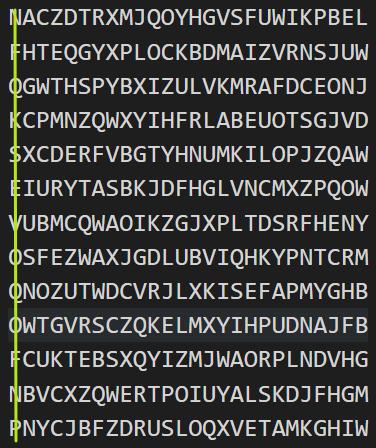 NACZDTRXMJQOYHGVSFUWIKPBEL
FHTEQGYXPLOCKBDMAIZVRNSJUW
QGWTHSPYBXIZULVKMRAFDCEONJ
KCPMNZQWXYIHFRLABEUOTSGJVD
SXCDERFVBGTYHNUMKILOPJZQAW
EIURYTASBKJDFHGLVNCMXZPQOW
VUBMCQWAOIKZGJXPLTDSRFHENY
OSFEZWAXJGDLUBVIQHKYPNTCRM
QNOZUTWDCVRJLXKISEFAPMYGHB
OWTGVRSCZQKELMXYIHPUDNAJFB
FCUKTEBSXQYIZMJWAORPLNDVHG
NBVCXZQWERTPOIUYALSKDJFHGM
PNYCJBFZDRUSLOQXVETAMKGHIW